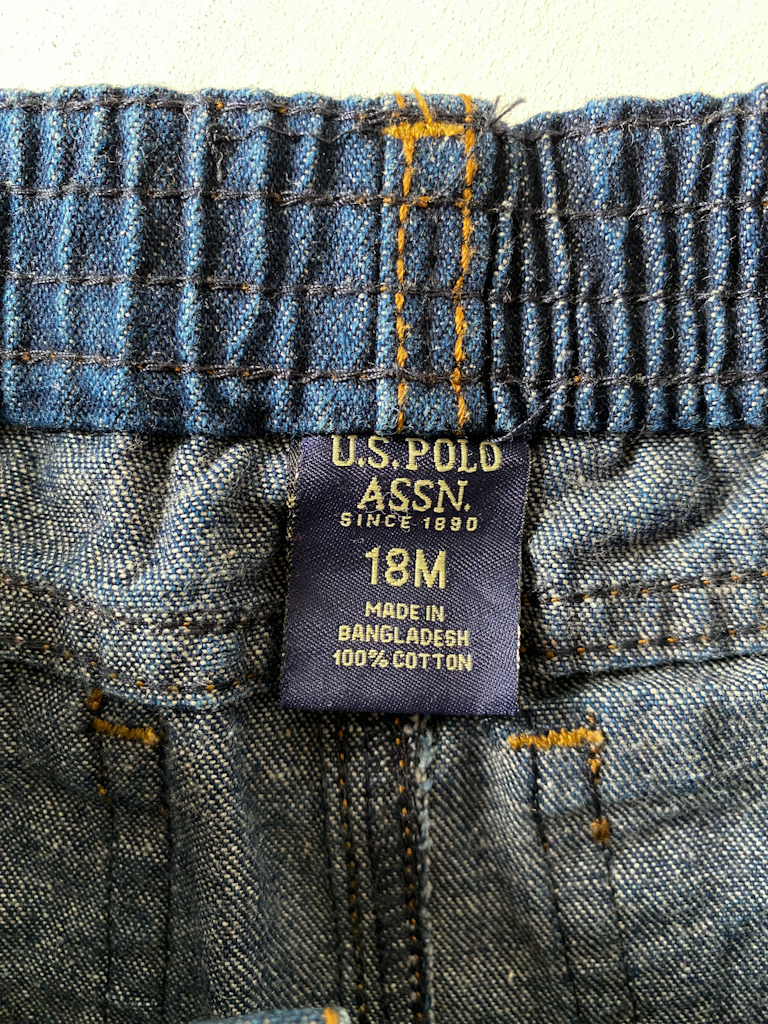 U.S. POLO
ASSN.
SINCE 1890
18M
MADE IN
BANGLADESH
100% COTTON